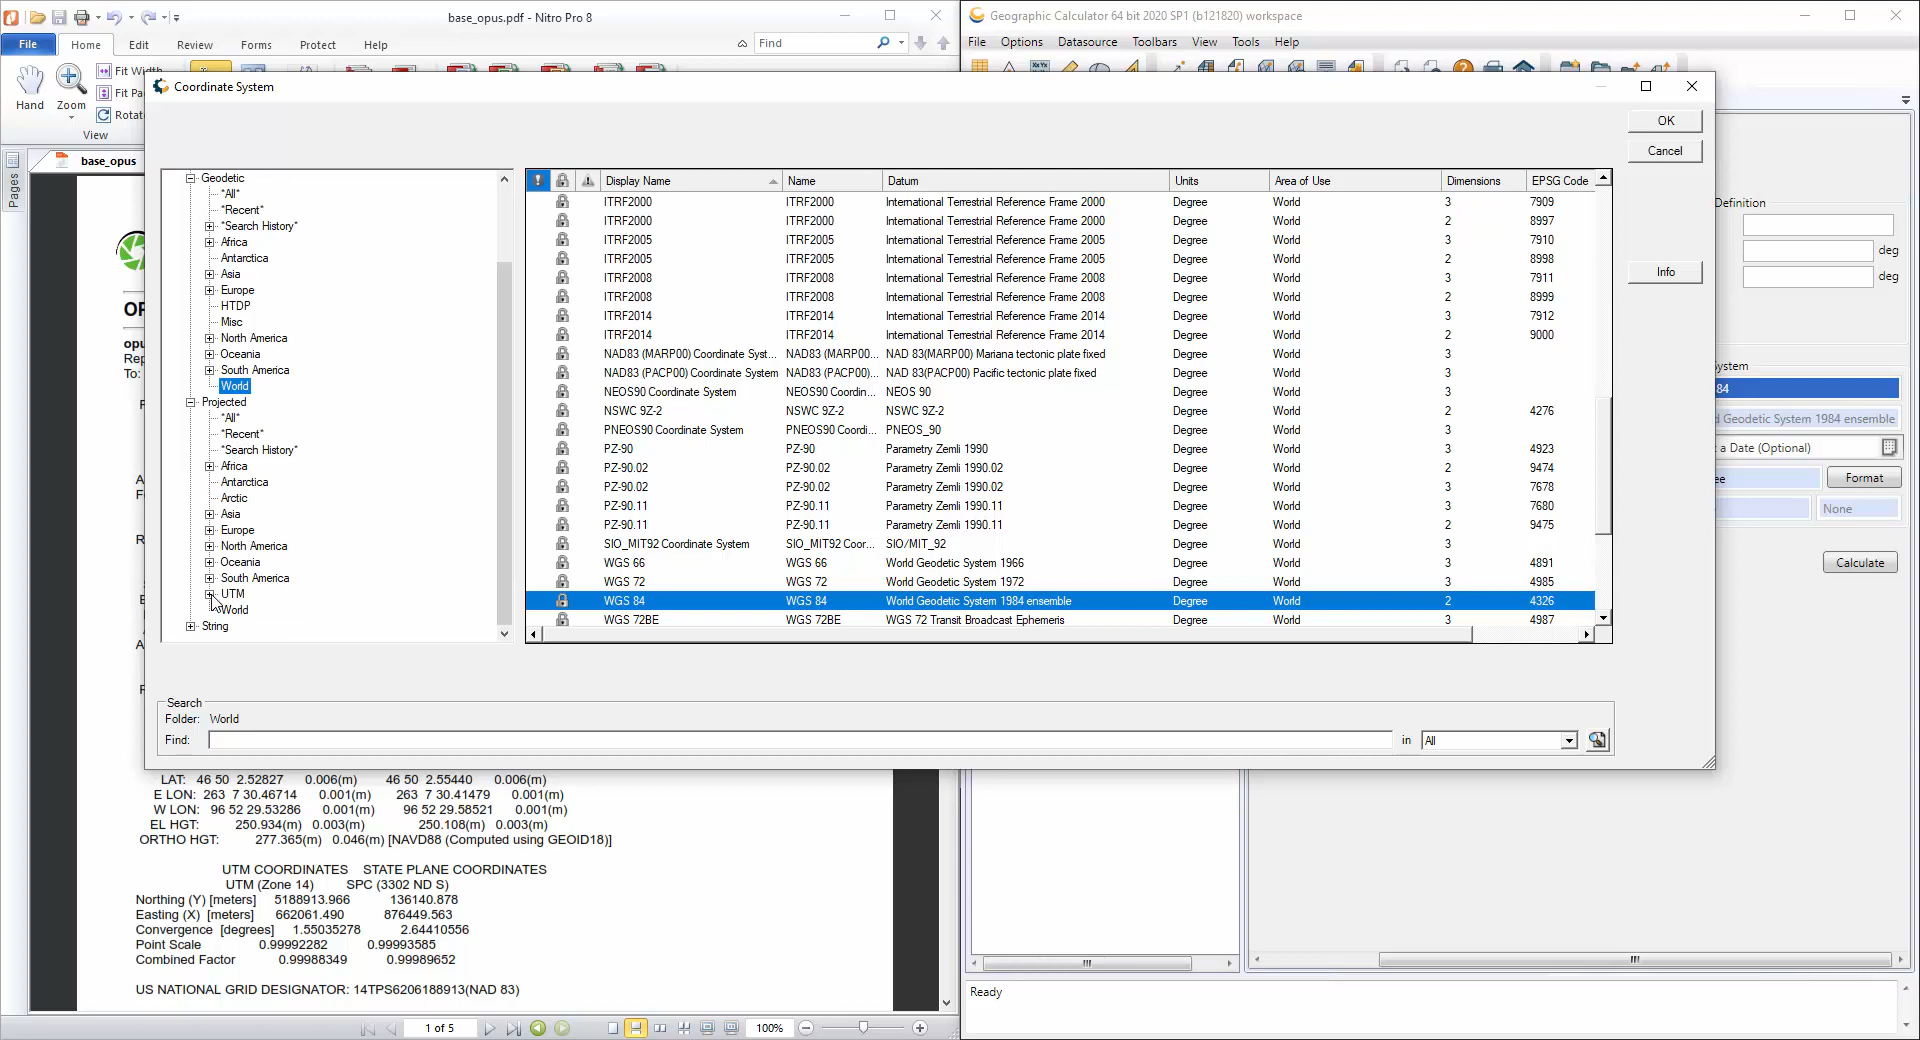 base_opus.pdf - Nitro Pro 8
File Home Edit Review Forms Protect Help
Find
Hand
Zoom
Fit Width
View
base_opus
Pages
Geographic Calculator 64 bit 2020 SP1 (b121820) workspace
File Options Datasource Toolbars View Tools Help
Coordinate System
OK
Cancel
Info
Geodetic
*All*
*Recent*
*Search History*
Africa
Antarctica
Asia
Europe
HTDP
Misc
North America
Oceania
South America
World
Projected
*All*
*Recent*
*Search History*
Africa
Antarctica
Arctic
Asia
Europe
North America
Oceania
South America
UTM
World
String
Display Name Name Datum Units Area of Use Dimensions EPSG Code
ITRF2000 ITRF2000 International Terrestrial Reference Frame 2000 Degree World 3 7909
ITRF2000 ITRF2000 International Terrestrial Reference Frame 2000 Degree World 2 8997
ITRF2005 ITRF2005 International Terrestrial Reference Frame 2005 Degree World 3 7910
ITRF2005 ITRF2005 International Terrestrial Reference Frame 2005 Degree World 2 8998
ITRF2008 ITRF2008 International Terrestrial Reference Frame 2008 Degree World 3 7911
ITRF2008 ITRF2008 International Terrestrial Reference Frame 2008 Degree World 2 8999
ITRF2014 ITRF2014 International Terrestrial Reference Frame 2014 Degree World 3 7912
ITRF2014 ITRF2014 International Terrestrial Reference Frame 2014 Degree World 2 9000
NAD83 (MARP00) Coordinate Syst... NAD83 (MARP00... NAD 83(MARP00) Mariana tectonic plate fixed Degree World 3
NAD83 (PACP00) Coordinate System NAD83 (PACP00)... NAD 83(PACP00) Pacific tectonic plate fixed Degree World 3
NEOS90 Coordinate System NEOS90 Coordin... NEOS 90 Degree World 3
NSWC 9Z-2 NSWC 9Z-2 NSWC 9Z-2 Degree World 2 4276
PNEOS90 Coordinate System PNEOS90 Coordi... PNEOS_90 Degree World 3
PZ-90 PZ-90 Parametry Zemli 1990 Degree World 3 4923
PZ-90.02 PZ-90.02 Parametry Zemli 1990.02 Degree World 2 9474
PZ-90.02 PZ-90.02 Parametry Zemli 1990.02 Degree World 3 7678
PZ-90.11 PZ-90.11 Parametry Zemli 1990.11 Degree World 3 7680
PZ-90.11 PZ-90.11 Parametry Zemli 1990.11 Degree World 2 9475
SIO_MIT92 Coordinate System SIO_MIT92 Coor... SIO/MIT_92 Degree World 3
WGS 66 WGS 66 World Geodetic System 1966 Degree World 3 4891
WGS 72 WGS 72 World Geodetic System 1972 Degree World 3 4985
WGS 84 WGS 84 World Geodetic System 1984 ensemble Degree World 2 4326
WGS 72BE WGS 72BE WGS 72 Transit Broadcast Ephemeris Degree World 3 4987
Search
Folder: World
Find: in All
Definition
deg
deg
84
Geodetic System 1984 ensemble
a Date (Optional)
Format
None
Calculate
To:
LAT: 46 50 2.52827 0.006(m) 46 50 2.55440 0.006(m)
E LON: 263 7 30.46714 0.001(m) 263 7 30.41479 0.001(m)
W LON: 96 52 29.53286 0.001(m) 96 52 29.58521 0.001(m)
EL HGT: 250.934(m) 0.003(m) 250.108(m) 0.003(m)
ORTHO HGT: 277.365(m) 0.046(m) [NAVD88 (Computed using GEOID18)]
UTM COORDINATES STATE PLANE COORDINATES
UTM (Zone 14) SPC (3302 ND S)
Northing (Y) [meters] 5188913.966 136140.878
Easting (X) [meters] 662061.490 876449.563
Convergence [degrees] 1.55035278 2.64410556
Point Scale 0.99992282 0.99993585
Combined Factor 0.99988349 0.99989652
US NATIONAL GRID DESIGNATOR: 14TPS6206188913(NAD 83)
1 of 5
100%
Ready